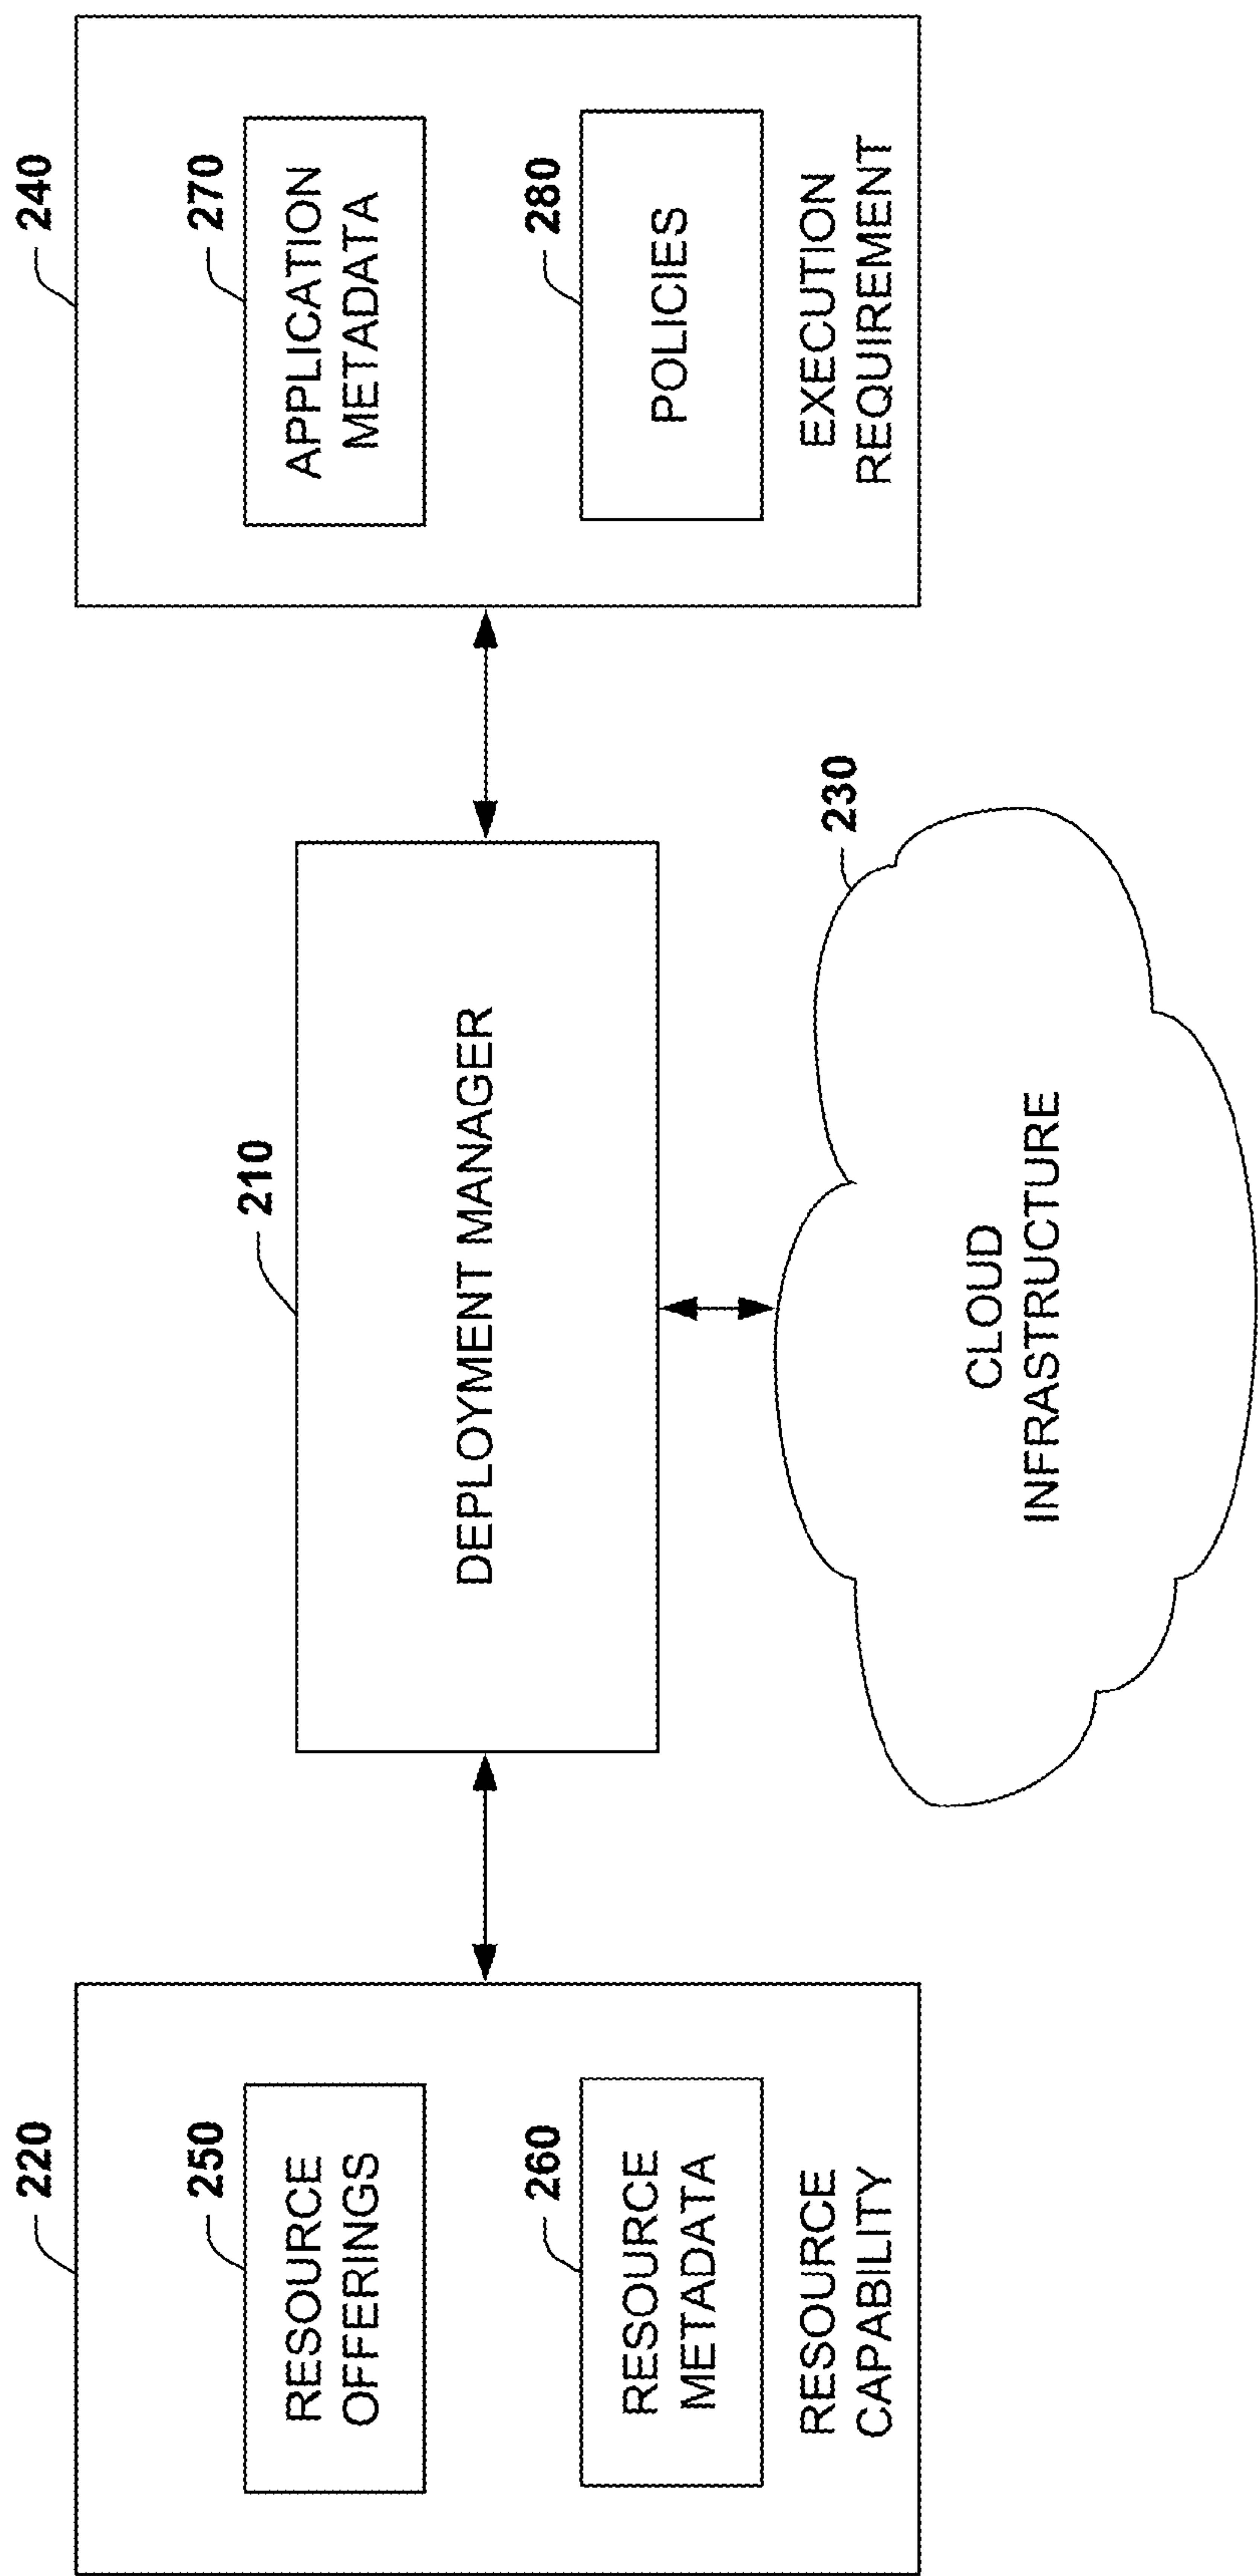 220
250
RESOURCE
OFFERINGS
260
RESOURCE
METADATA
RESOURCE
CAPABILITY
210
DEPLOYMENT MANAGER
230
CLOUD
INFRASTRUCTURE
240
270
APPLICATION
METADATA
280
POLICIES
EXECUTION
REQUIREMENT